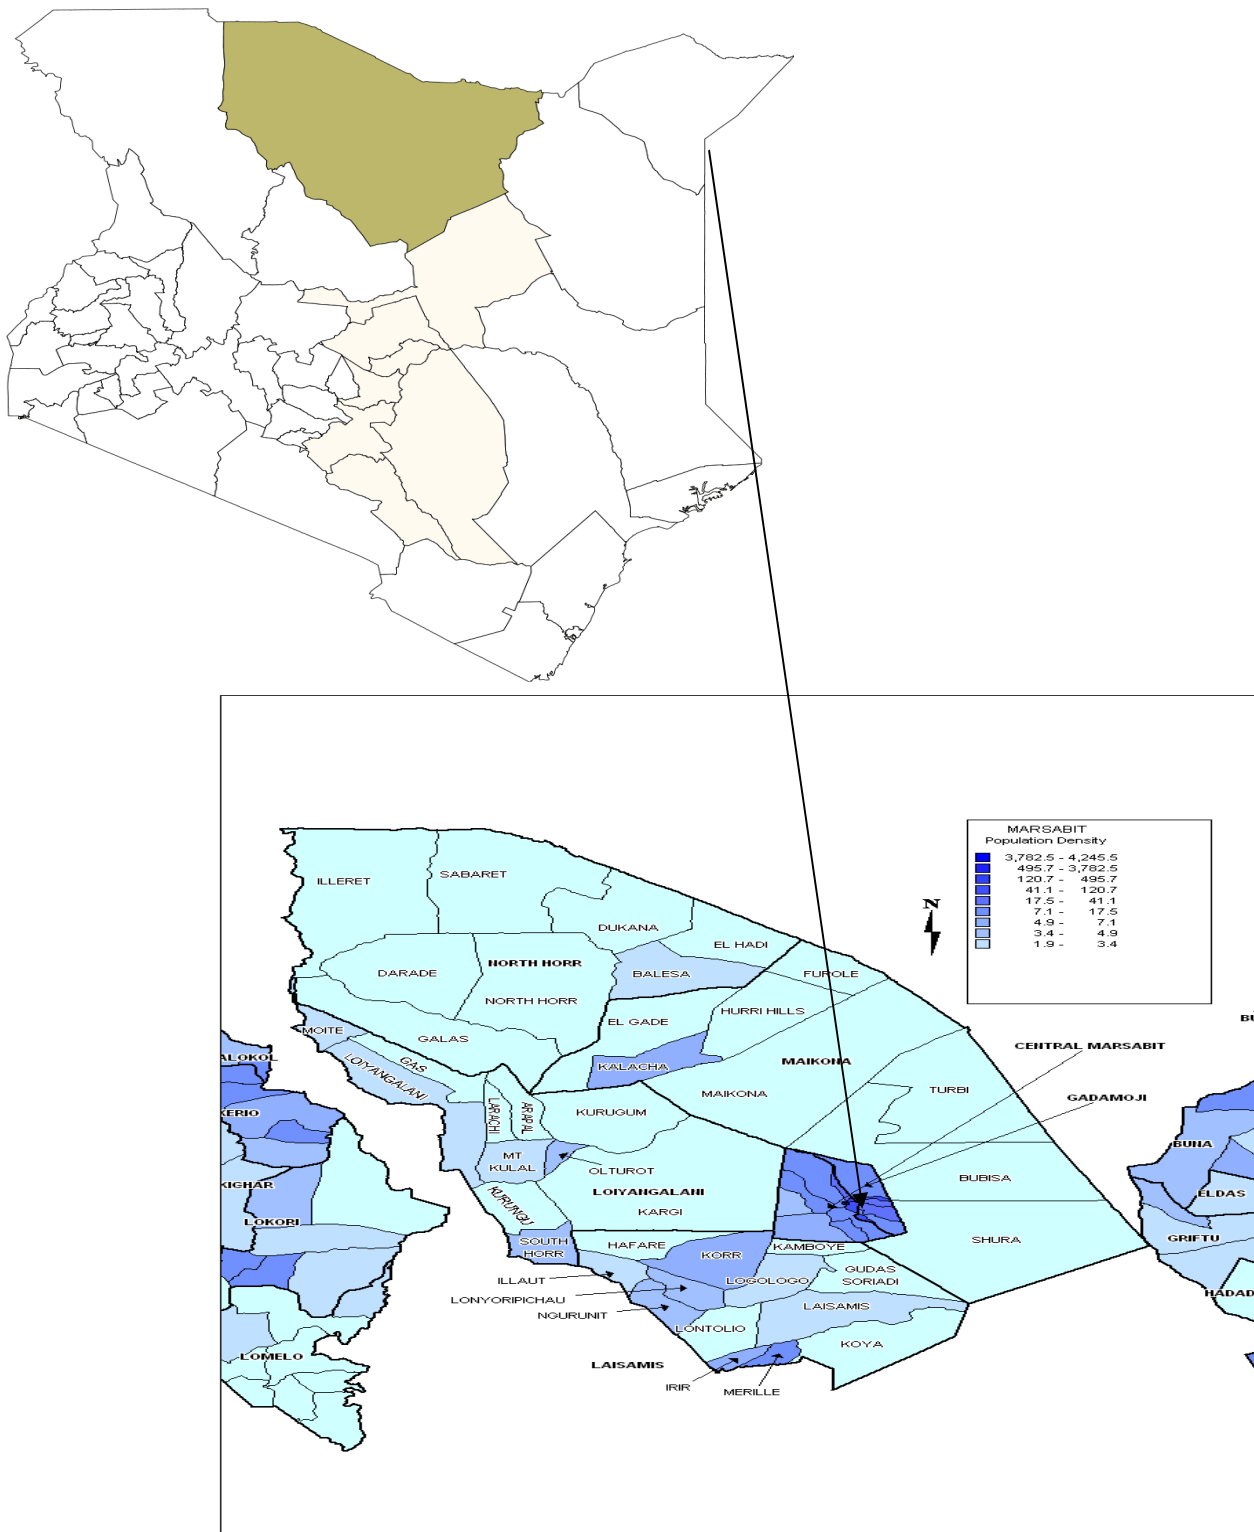 MARSABIT
Population Density
3,782.5 - 4,245.5
495.7 - 3,782.5
120.7 - 495.7
41.1 - 120.7
17.5 - 41.1
7.1 - 17.5
4.9 - 7.1
3.4 - 4.9
1.9 - 3.4
N
ILLERET
SABARET
DUKANA
EL HADI
NORTH HORR
DARADE
BALESA
FUROLE
NORTH HORR
HURRI HILLS
EL GADE
MOITE
GALAS
CENTRAL MARSABIT
ALOKOL
GAS
LOIYANGALANI
KALACHA
MAIKONA
MAIKONA
TURBI
GADAMOJI
KERIO
LARACHI
ARAPAL
KURUGUM
BUNA
MT
KULAL
OLTUROT
BUBISA
KIGHAR
LOIYANGALANI
ELDAS
KURUNGU
KARGI
LOKORI
SHURA
GRIFTU
SOUTH
HORR
HAFARE
KORR
KAMBOYE
ILLAUT
LOGOLOGO
GUDAS
SORIADI
HADAD
LONYORIPICHAU
NGURUNIT
LAISAMIS
LONTOLIO
KOYA
LOMELO
LAISAMIS
IRIR
MERILLE